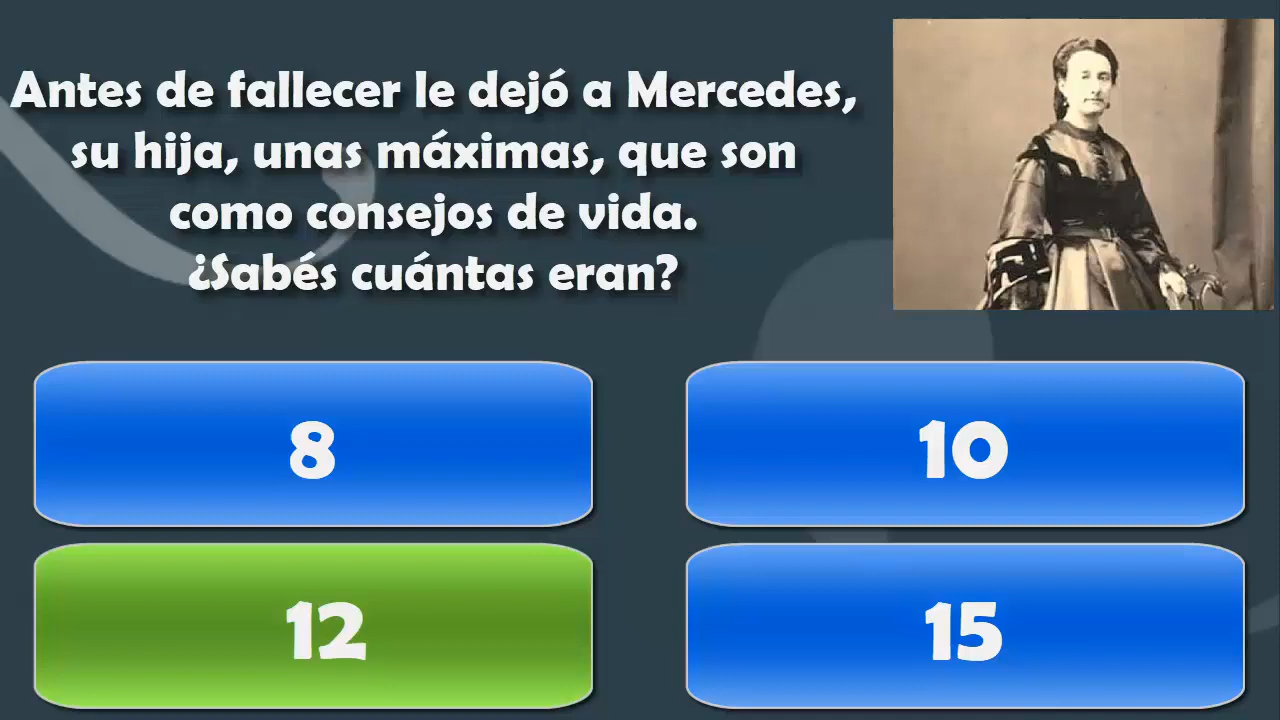 Antes de fallecer le dejó a Mercedes,
su hija, unas máximas, que son
como consejos de vida.
¿Sabés cuántas eran?
8
10
12
15